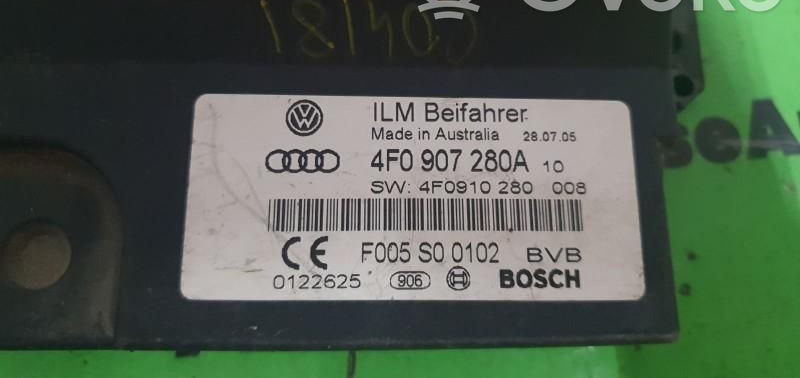 181400
ILM Beifahrer
Made in Australia 28.07.05
4F0 907 280A 10
SW: 4F0910 280 008
F005 S0 0102 BVB
0122625 906 BOSCH